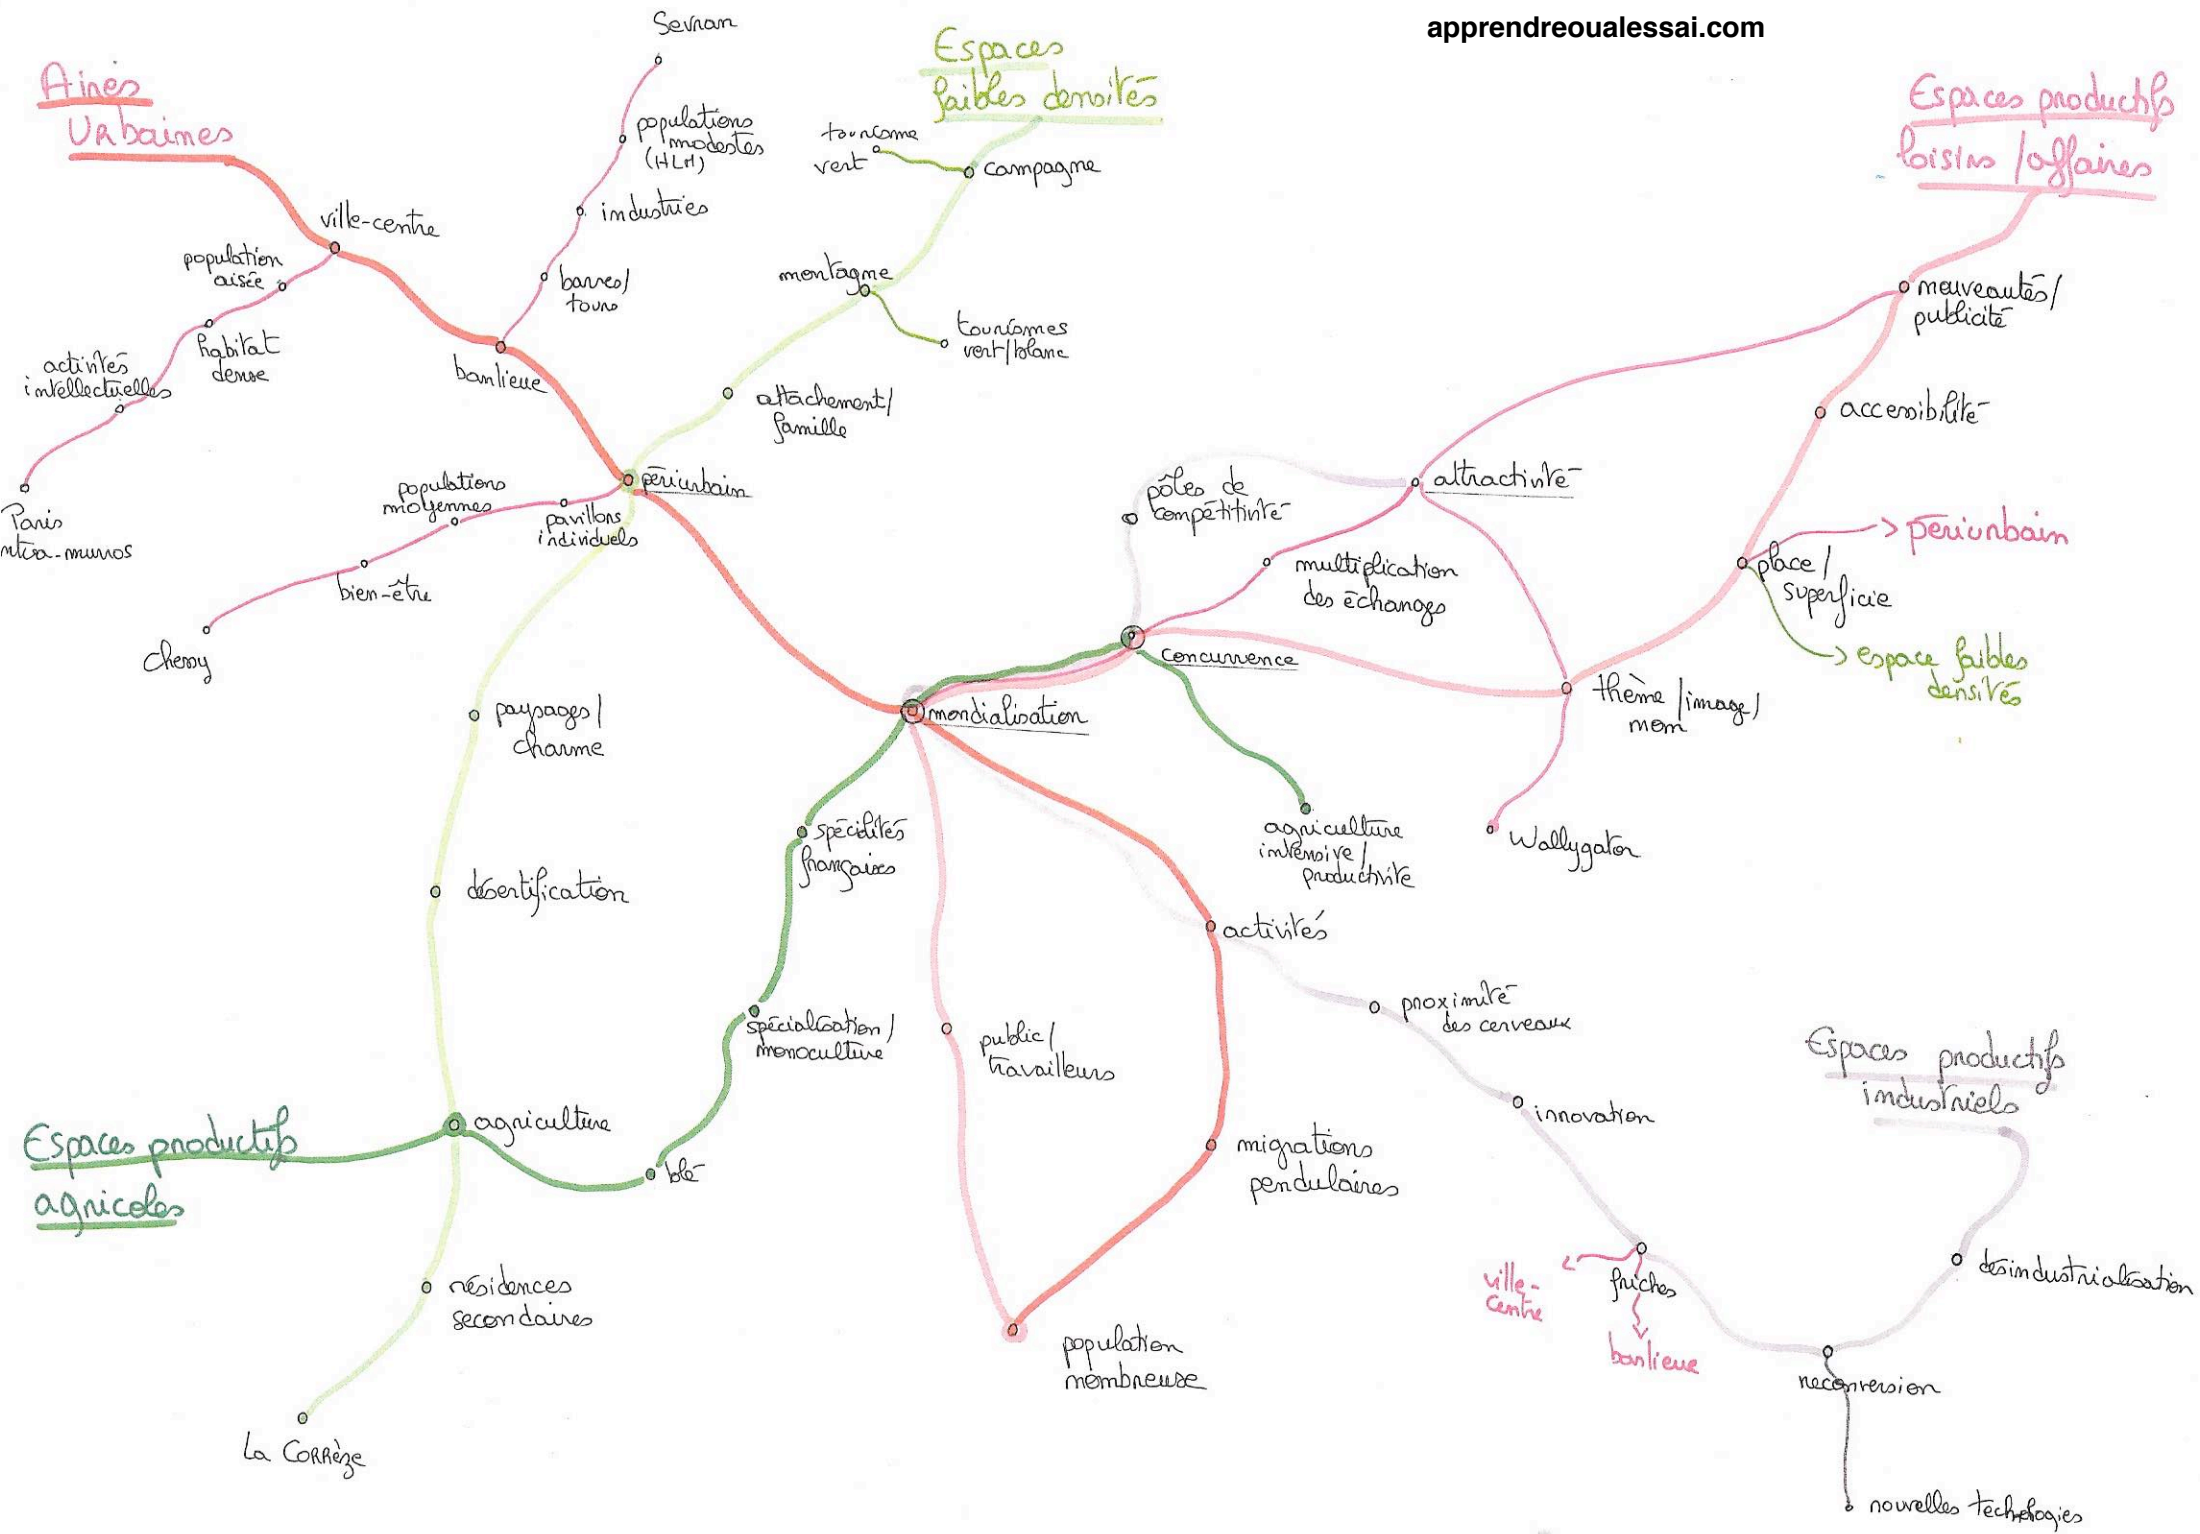 apprendreoualessai.com
Aires
Urbaines
ville-centre
population
aisée
habitat
dense
activités
intellectuelles
Paris
intra-muros
Sevran
populations
modestes
(HLM)
industries
barres/
tours
banlieue
périurbain
pavillons
individuels
populations
moyennes
bien-être
Chessy
Espaces
faibles densités
campagne
tourisme
vert
montagne
tourismes
vert/blanc
attachement/
famille
paysages/
charme
désertification
agriculture
résidences
secondaires
La Corrèze
Espaces productifs
agricoles
blé
spécialisation/
monoculture
spécilités
françaises
mondialisation
concurrence
agriculture
intensive/
productivité
pôles de
compétitivité
attractivité
multiplication
des échanges
Espaces productifs
loisirs/affaires
nouveautés/
publicité
accessibilité
place/
superficie
périurbain
espace faibles
densités
thème/image/
nom
Wallygator
public/
travailleurs
population
nombreuse
migrations
pendulaires
activités
proximité
des cerveaux
innovation
friches
ville-
centre
banlieue
reconversion
nouvelles technologies
désindustrialisation
Espaces productifs
industriels